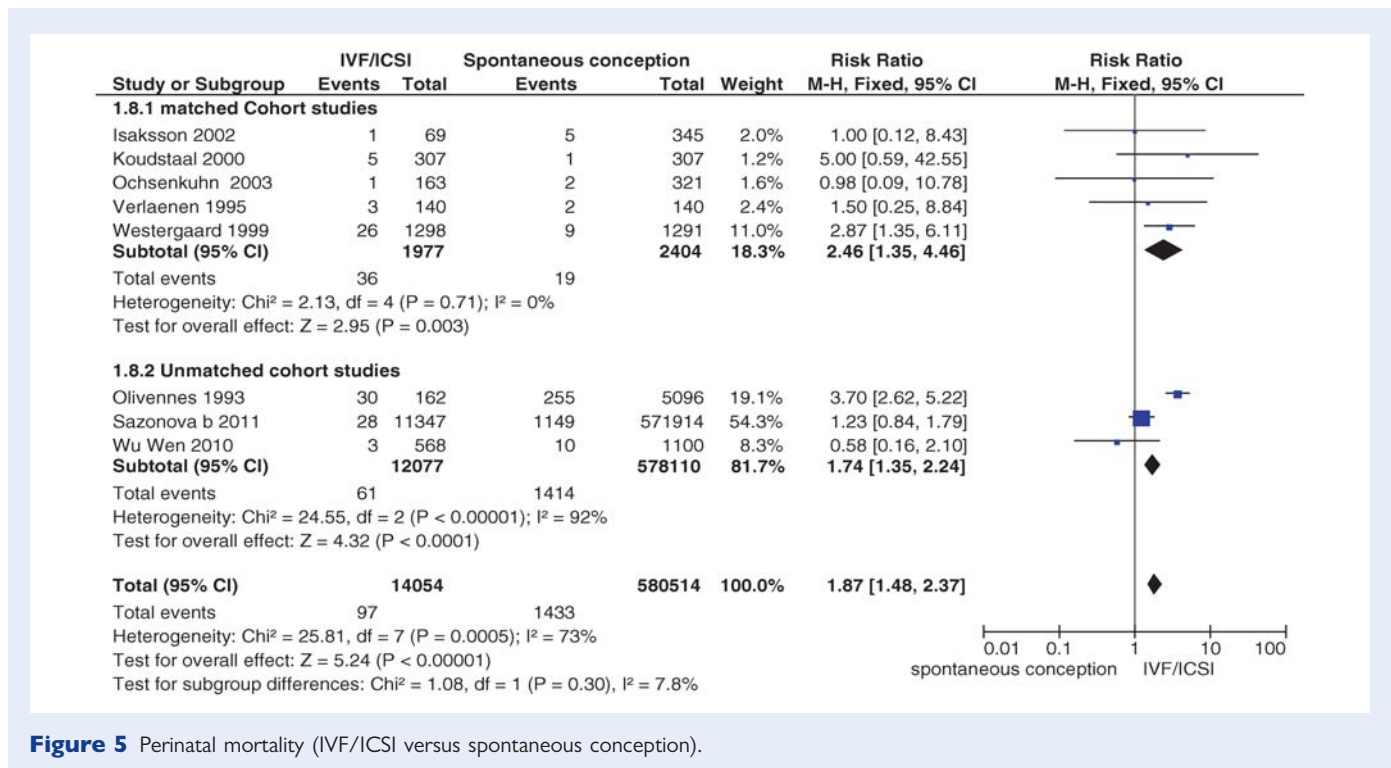 IVF/ICSI Spontaneous conception Risk Ratio Risk Ratio
Study or Subgroup Events Total Events Total Weight M-H, Fixed, 95% CI M-H, Fixed, 95% CI
1.8.1 matched Cohort studies
Isaksson 2002 1 69 5 345 2.0% 1.00 [0.12, 8.43]
Koudstaal 2000 5 307 1 307 1.2% 5.00 [0.59, 42.55]
Ochsenkuhn 2003 1 163 2 321 1.6% 0.98 [0.09, 10.78]
Verlaenen 1995 3 140 2 140 2.4% 1.50 [0.25, 8.84]
Westergaard 1999 26 1298 9 1291 11.0% 2.87 [1.35, 6.11]
Subtotal (95% CI) 1977 2404 18.3% 2.46 [1.35, 4.46]
Total events 36 19
Heterogeneity: Chi² = 2.13, df = 4 (P = 0.71); I² = 0%
Test for overall effect: Z = 2.95 (P = 0.003)
1.8.2 Unmatched cohort studies
Olivennes 1993 30 162 255 5096 19.1% 3.70 [2.62, 5.22]
Sazonova b 2011 28 11347 1149 571914 54.3% 1.23 [0.84, 1.79]
Wu Wen 2010 3 568 10 1100 8.3% 0.58 [0.16, 2.10]
Subtotal (95% CI) 12077 578110 81.7% 1.74 [1.35, 2.24]
Total events 61 1414
Heterogeneity: Chi² = 24.55, df = 2 (P < 0.00001); I² = 92%
Test for overall effect: Z = 4.32 (P < 0.0001)
Total (95% CI) 14054 580514 100.0% 1.87 [1.48, 2.37]
Total events 97 1433
Heterogeneity: Chi² = 25.81, df = 7 (P = 0.0005); I² = 73%
Test for overall effect: Z = 5.24 (P < 0.00001)
Test for subgroup differences: Chi² = 1.08, df = 1 (P = 0.30), I² = 7.8%
0.01 0.1 1 10 100
spontaneous conception IVF/ICSI
Figure 5 Perinatal mortality (IVF/ICSI versus spontaneous conception).